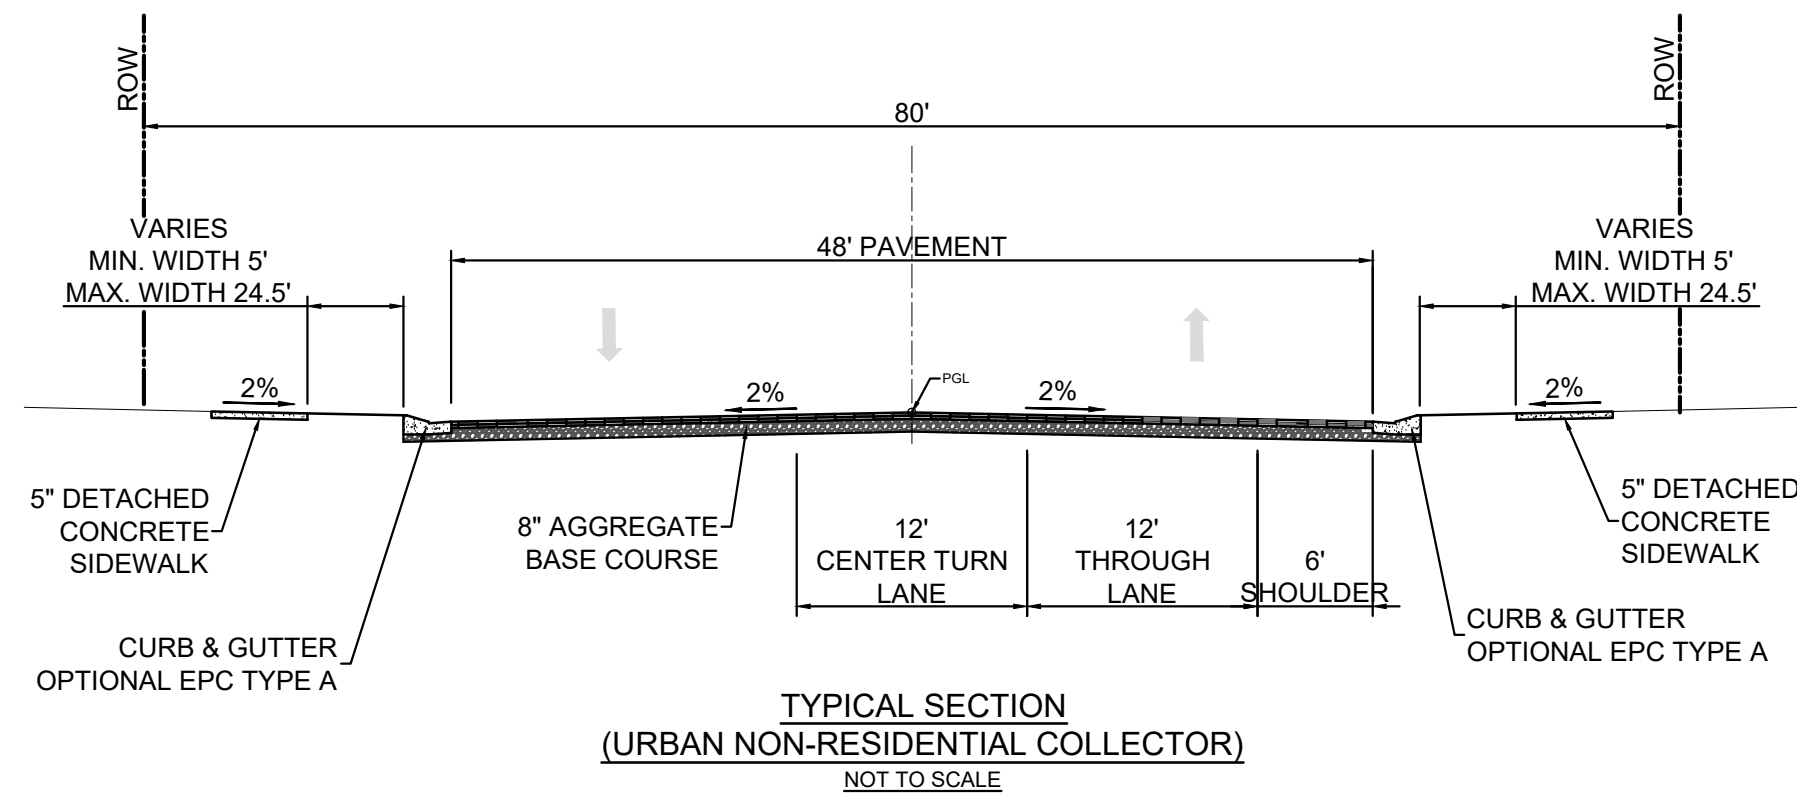 ROW
ROW
80'
VARIES
MIN. WIDTH 5'
MAX. WIDTH 24.5'
48' PAVEMENT
VARIES
MIN. WIDTH 5'
MAX. WIDTH 24.5'
2%
2%
PGL
2%
2%
5" DETACHED
CONCRETE
SIDEWALK
8" AGGREGATE
BASE COURSE
12'
CENTER TURN
LANE
12'
THROUGH
LANE
6'
SHOULDER
5" DETACHED
CONCRETE
SIDEWALK
CURB & GUTTER
OPTIONAL EPC TYPE A
CURB & GUTTER
OPTIONAL EPC TYPE A
TYPICAL SECTION
(URBAN NON-RESIDENTIAL COLLECTOR)
NOT TO SCALE